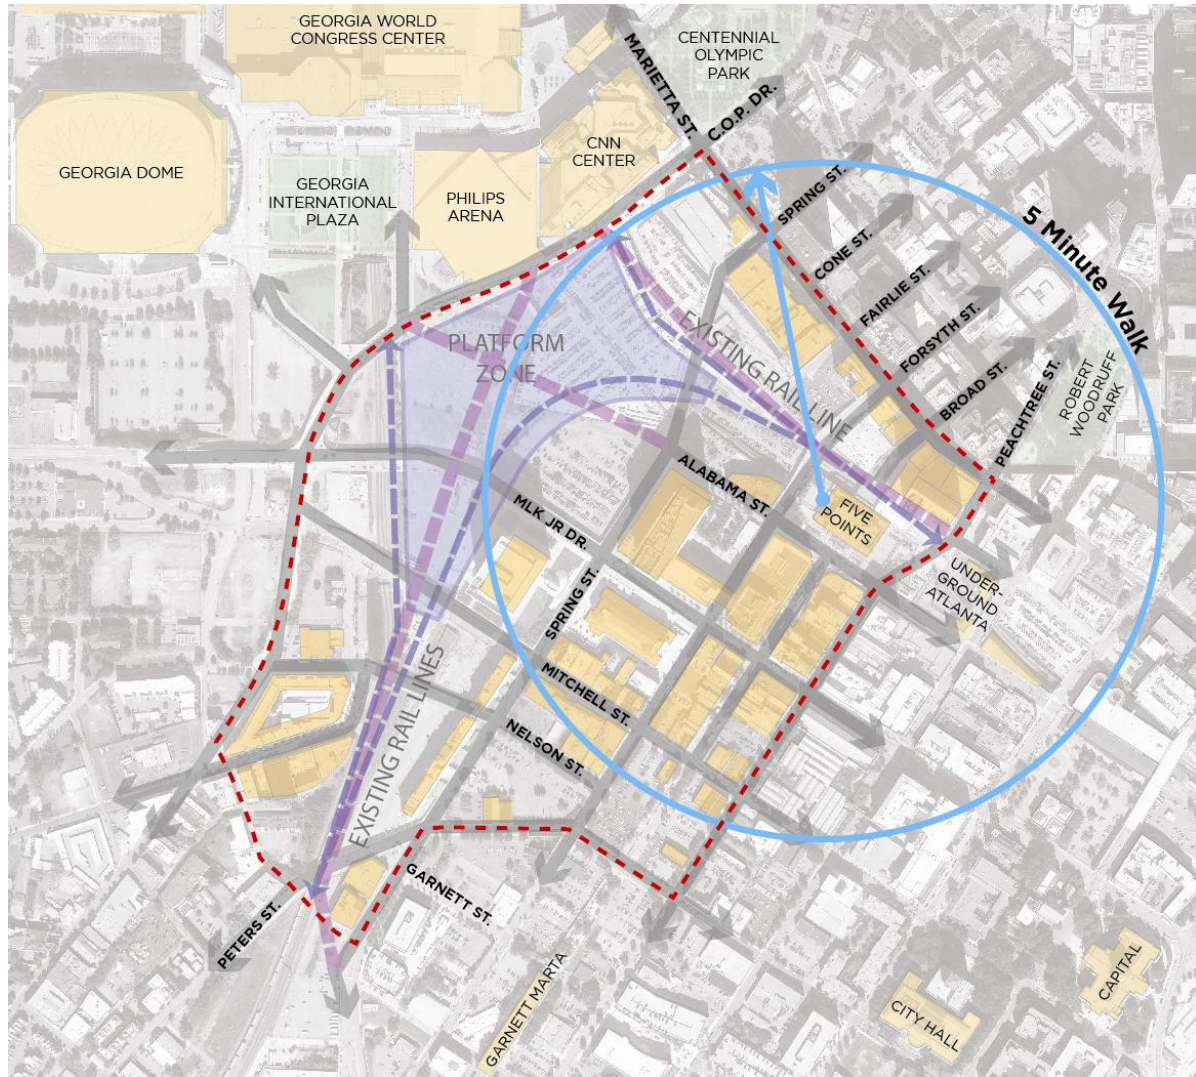 GEORGIA WORLD
CONGRESS CENTER
CENTENNIAL
OLYMPIC
PARK
MARIETTA ST.
C.O.P. DR.
CNN
CENTER
GEORGIA DOME
GEORGIA
INTERNATIONAL
PLAZA
PHILIPS
ARENA
SPRING ST.
CONE ST.
FAIRLIE ST.
FORSYTH ST.
BROAD ST.
PEACHTREE ST.
5 Minute Walk
ROBERT
WOODRUFF
PARK
PLATFORM
ZONE
EXISTING RAIL LINE
ALABAMA ST.
FIVE
POINTS
MLK JR DR.
UNDER-
GROUND
ATLANTA
SPRING ST.
MITCHELL ST.
NELSON ST.
EXISTING RAIL LINES
GARNETT ST.
PETERS ST.
GARNETT MARTA
CITY HALL
CAPITAL